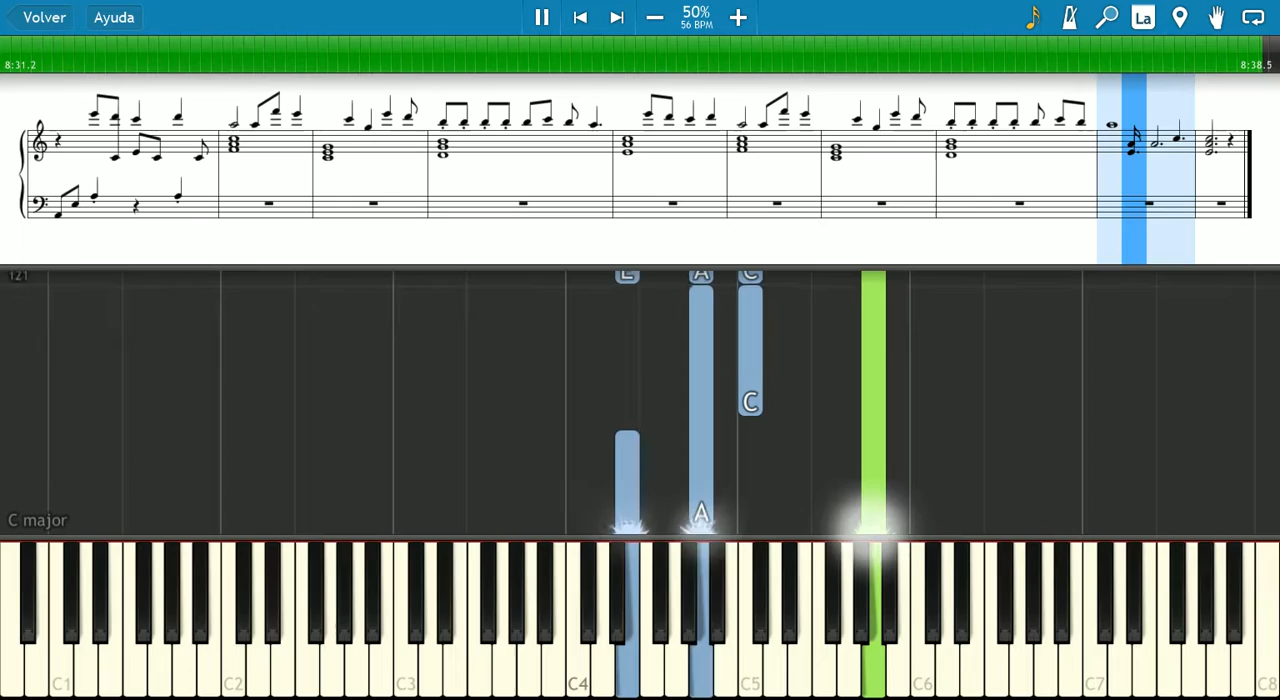 Volver Ayuda 50% La
56 BPM
8:31.2 8:38.5
121 E A C
C
A
C major
C1 C2 C3 C4 C5 C6 C7 C8